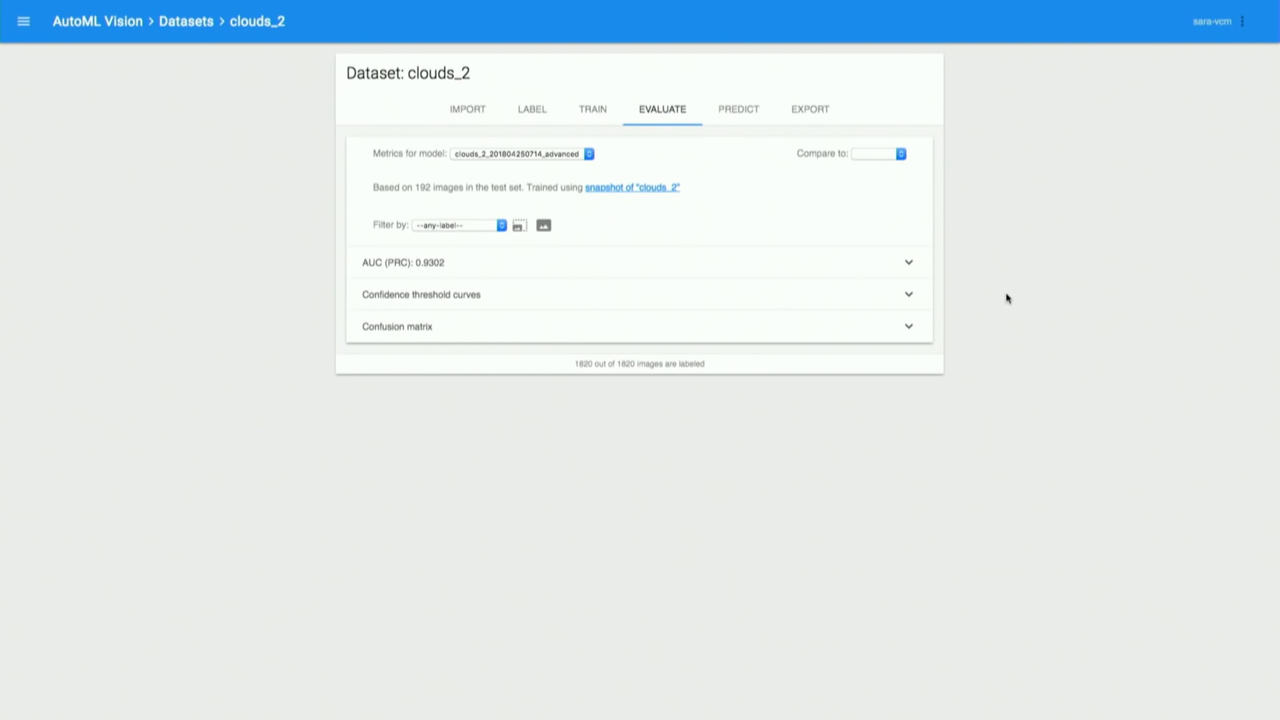 AutoML Vision > Datasets > clouds_2
sara-vcm
Dataset: clouds_2
IMPORT LABEL TRAIN EVALUATE PREDICT EXPORT
Metrics for model: clouds_2_201804250714_advanced Compare to:
Based on 192 images in the test set. Trained using snapshot of "clouds_2"
Filter by: --any-label--
AUC (PRC): 0.9302
Confidence threshold curves
Confusion matrix
1820 out of 1820 images are labeled